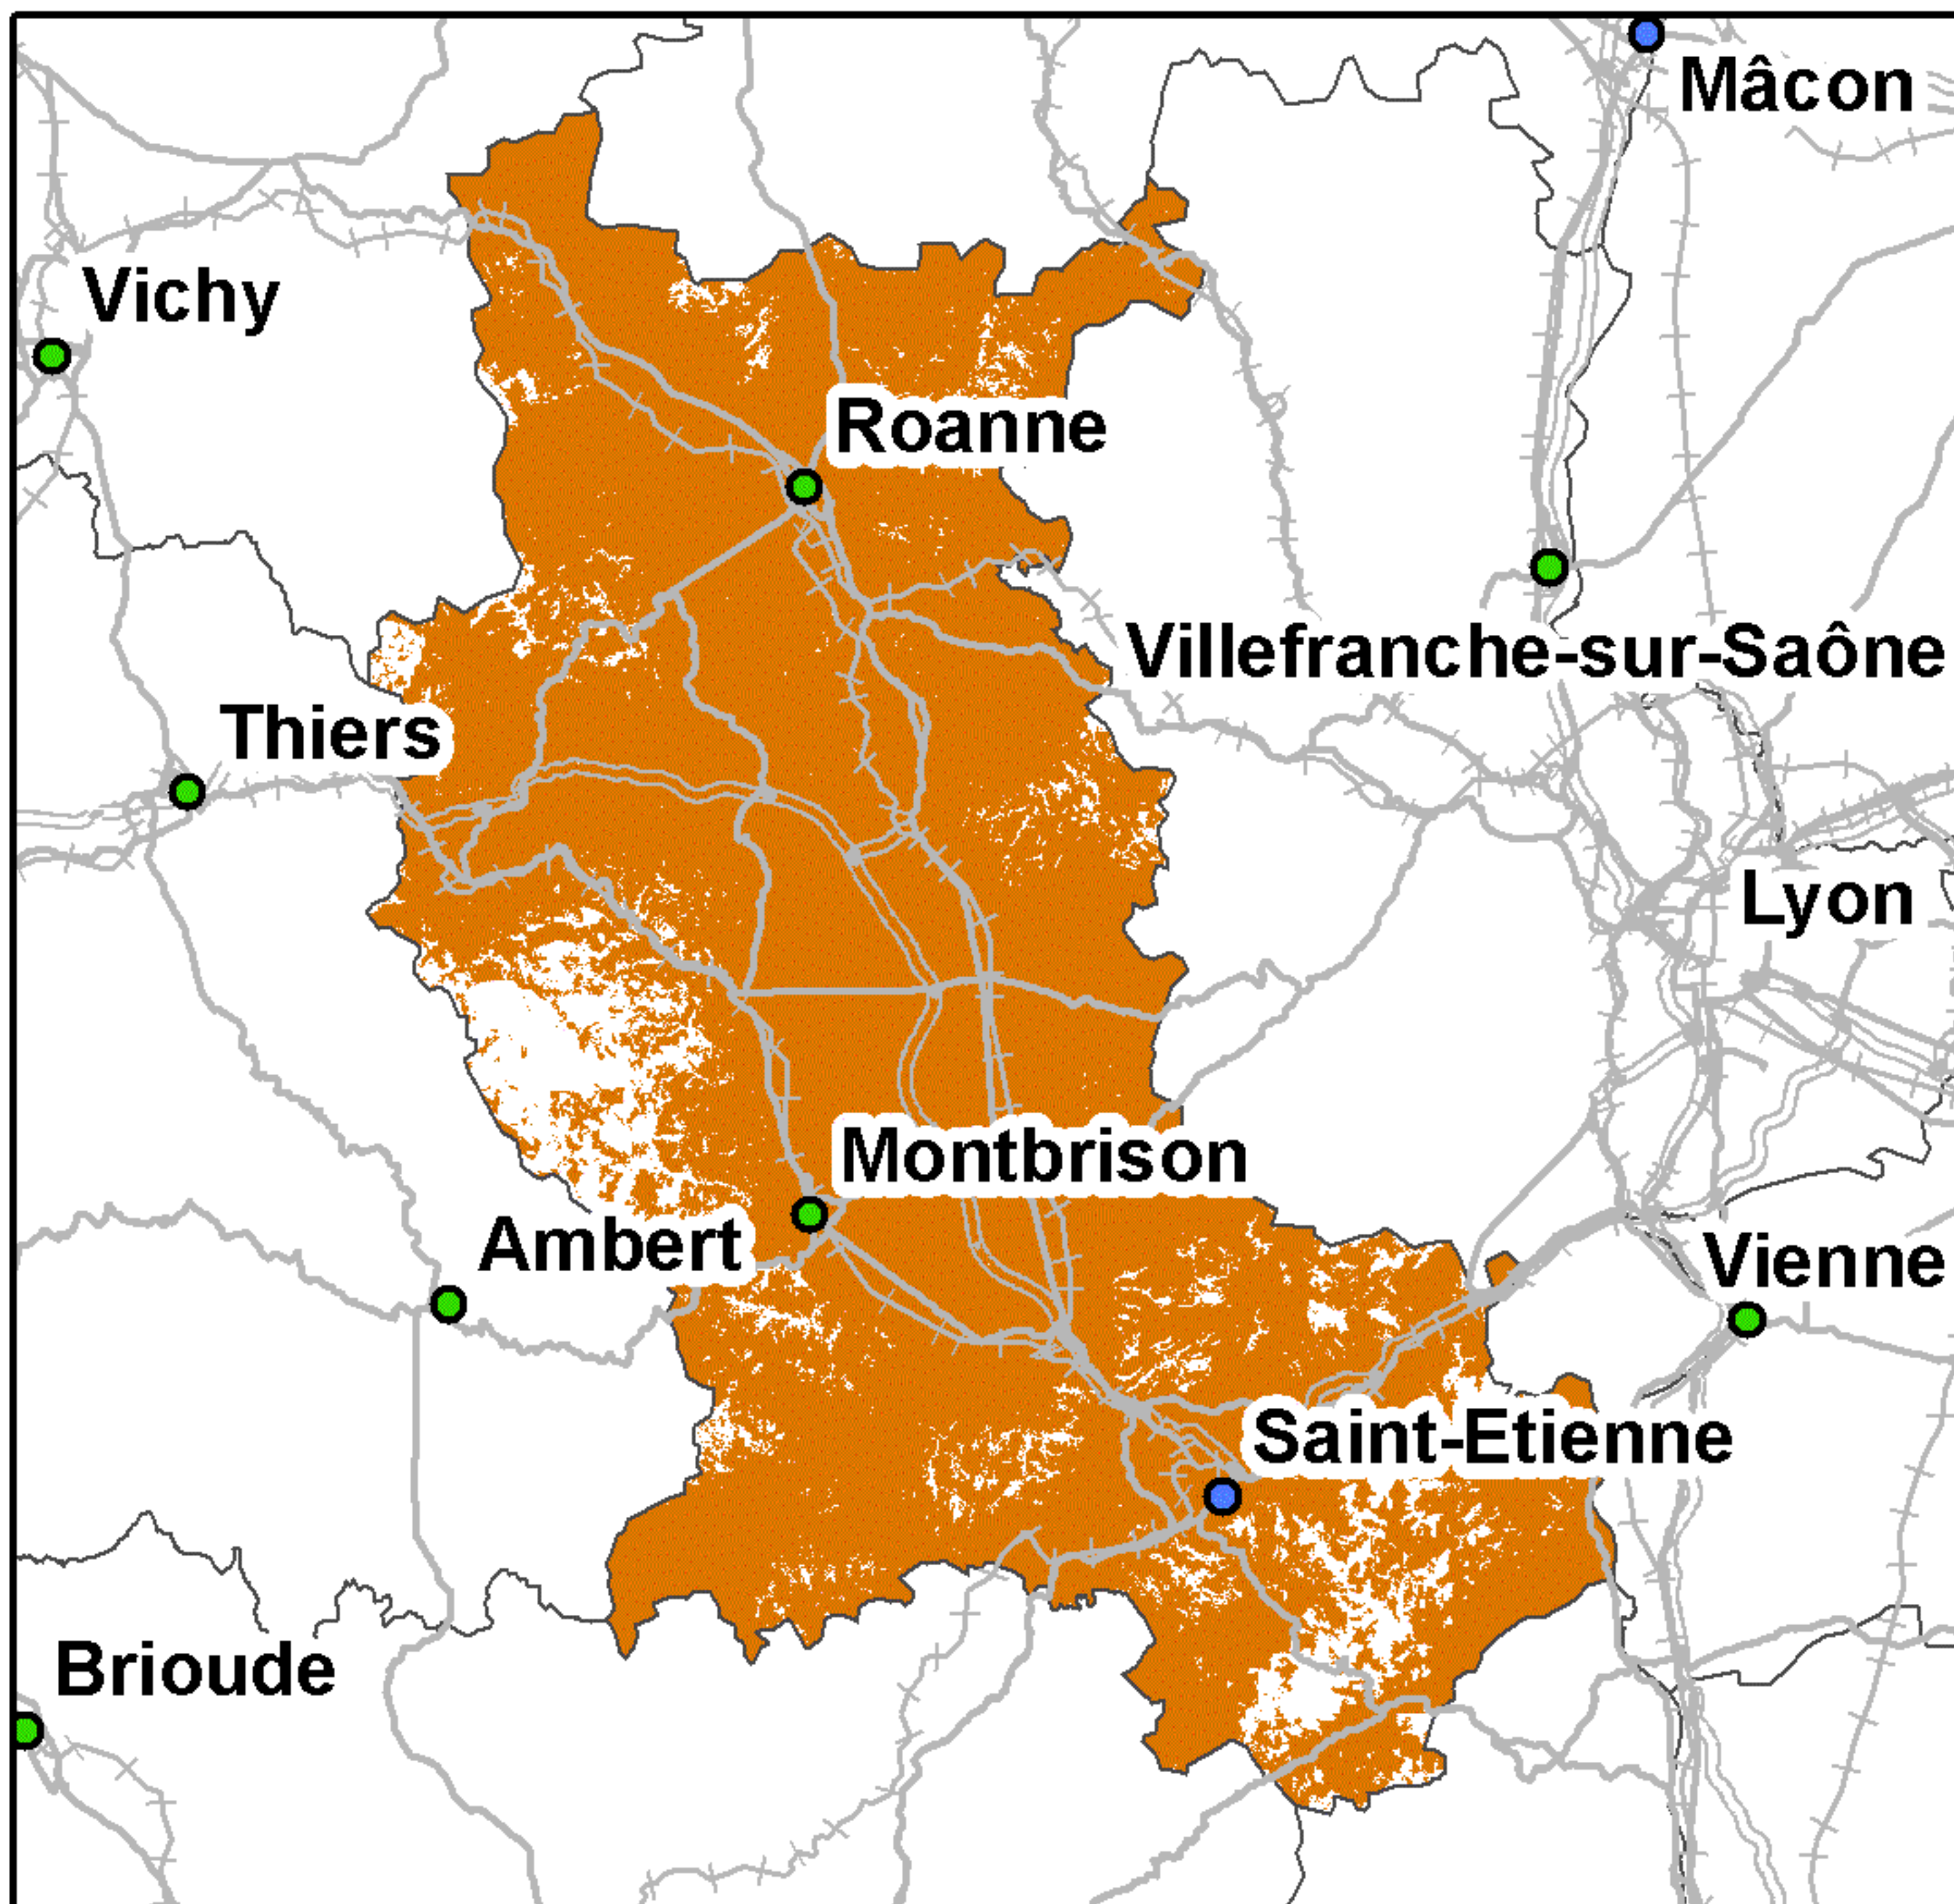 Mâcon
Vichy
Roanne
Villefranche-sur-Saône
Thiers
Lyon
Montbrison
Ambert
Vienne
Saint-Etienne
Brioude